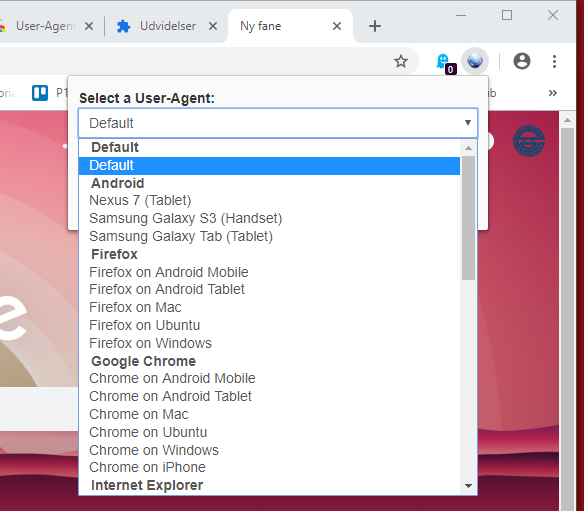 User-Agent
Udvidelser
Ny fane
0
P1
Select a User-Agent:
Default
Default
Default
Android
Nexus 7 (Tablet)
Samsung Galaxy S3 (Handset)
Samsung Galaxy Tab (Tablet)
Firefox
Firefox on Android Mobile
Firefox on Android Tablet
Firefox on Mac
Firefox on Ubuntu
Firefox on Windows
Google Chrome
Chrome on Android Mobile
Chrome on Android Tablet
Chrome on Mac
Chrome on Ubuntu
Chrome on Windows
Chrome on iPhone
Internet Explorer